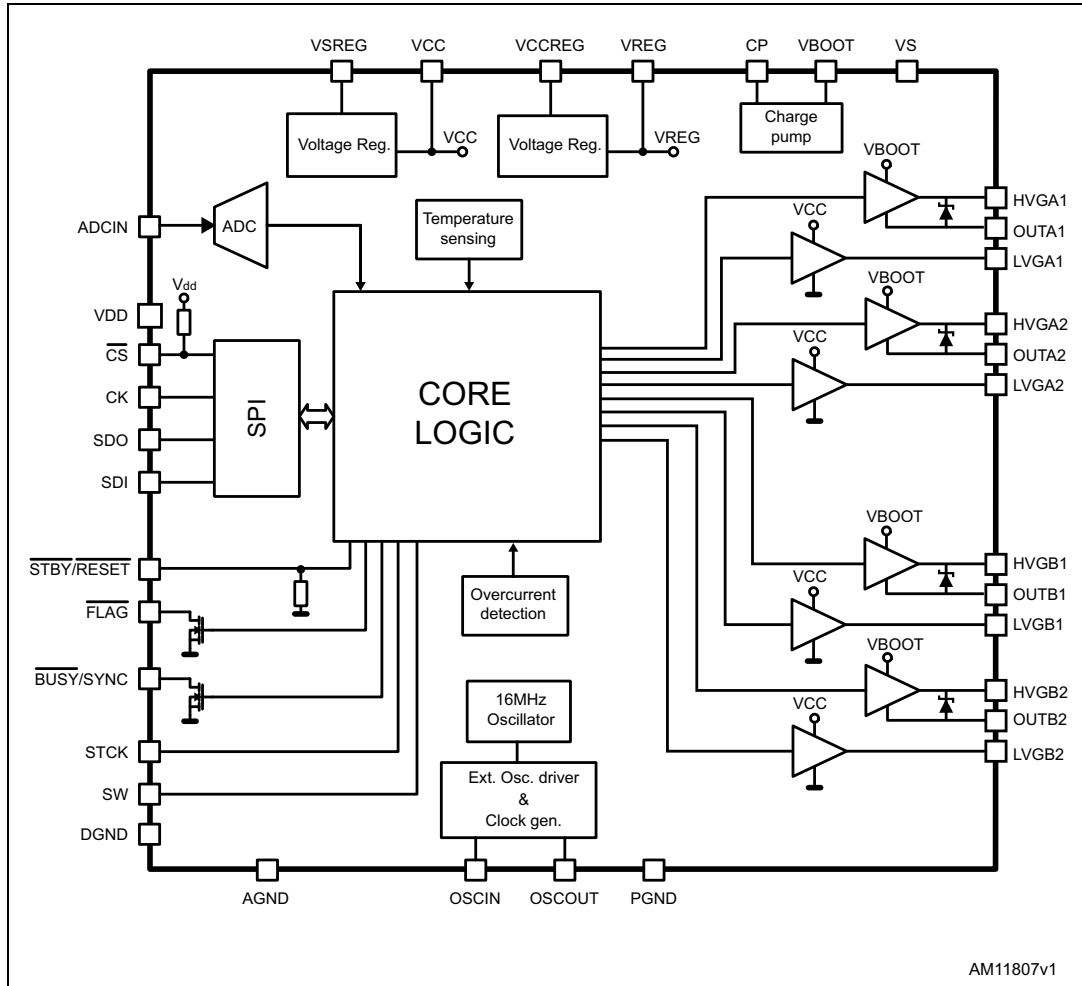 VSREG VCC VCCREG VREG CP VBOOT VS
Voltage Reg.
VCC
Voltage Reg.
VREG
Charge
pump
VBOOT
HVGA1
OUTA1
VCC
LVGA1
VBOOT
HVGA2
OUTA2
VCC
LVGA2
ADCIN
ADC
Temperature
sensing
Vdd
VDD
CS
CK
SDO
SDI
SPI
CORE
LOGIC
VBOOT
HVGB1
OUTB1
VCC
LVGB1
VBOOT
HVGB2
OUTB2
VCC
LVGB2
STBY/RESET
FLAG
BUSY/SYNC
STCK
SW
DGND
Overcurrent
detection
16MHz
Oscillator
Ext. Osc. driver
&
Clock gen.
AGND OSCIN OSCOUT PGND
AM11807v1